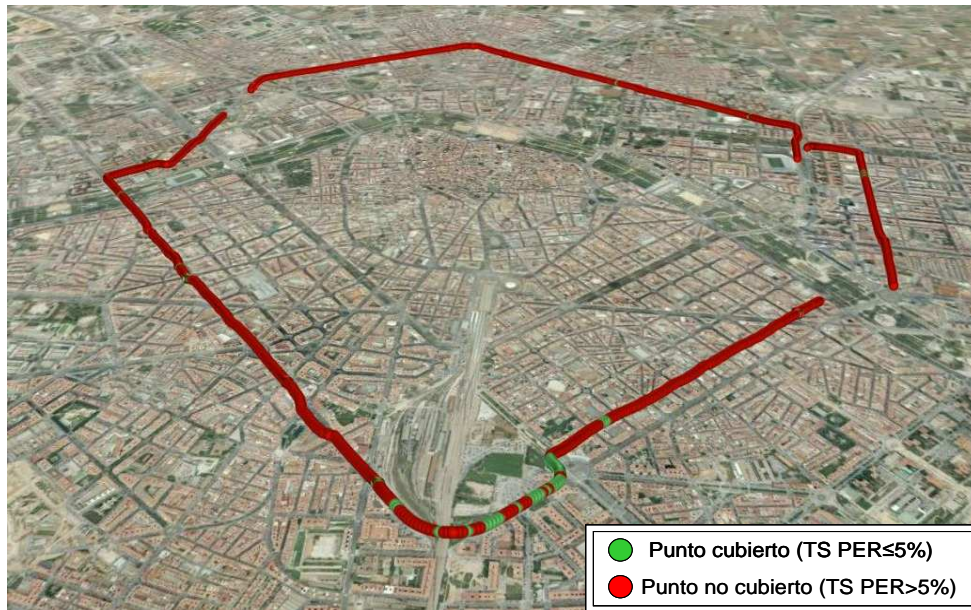 Punto cubierto (TS PER≤5%)
Punto no cubierto (TS PER>5%)